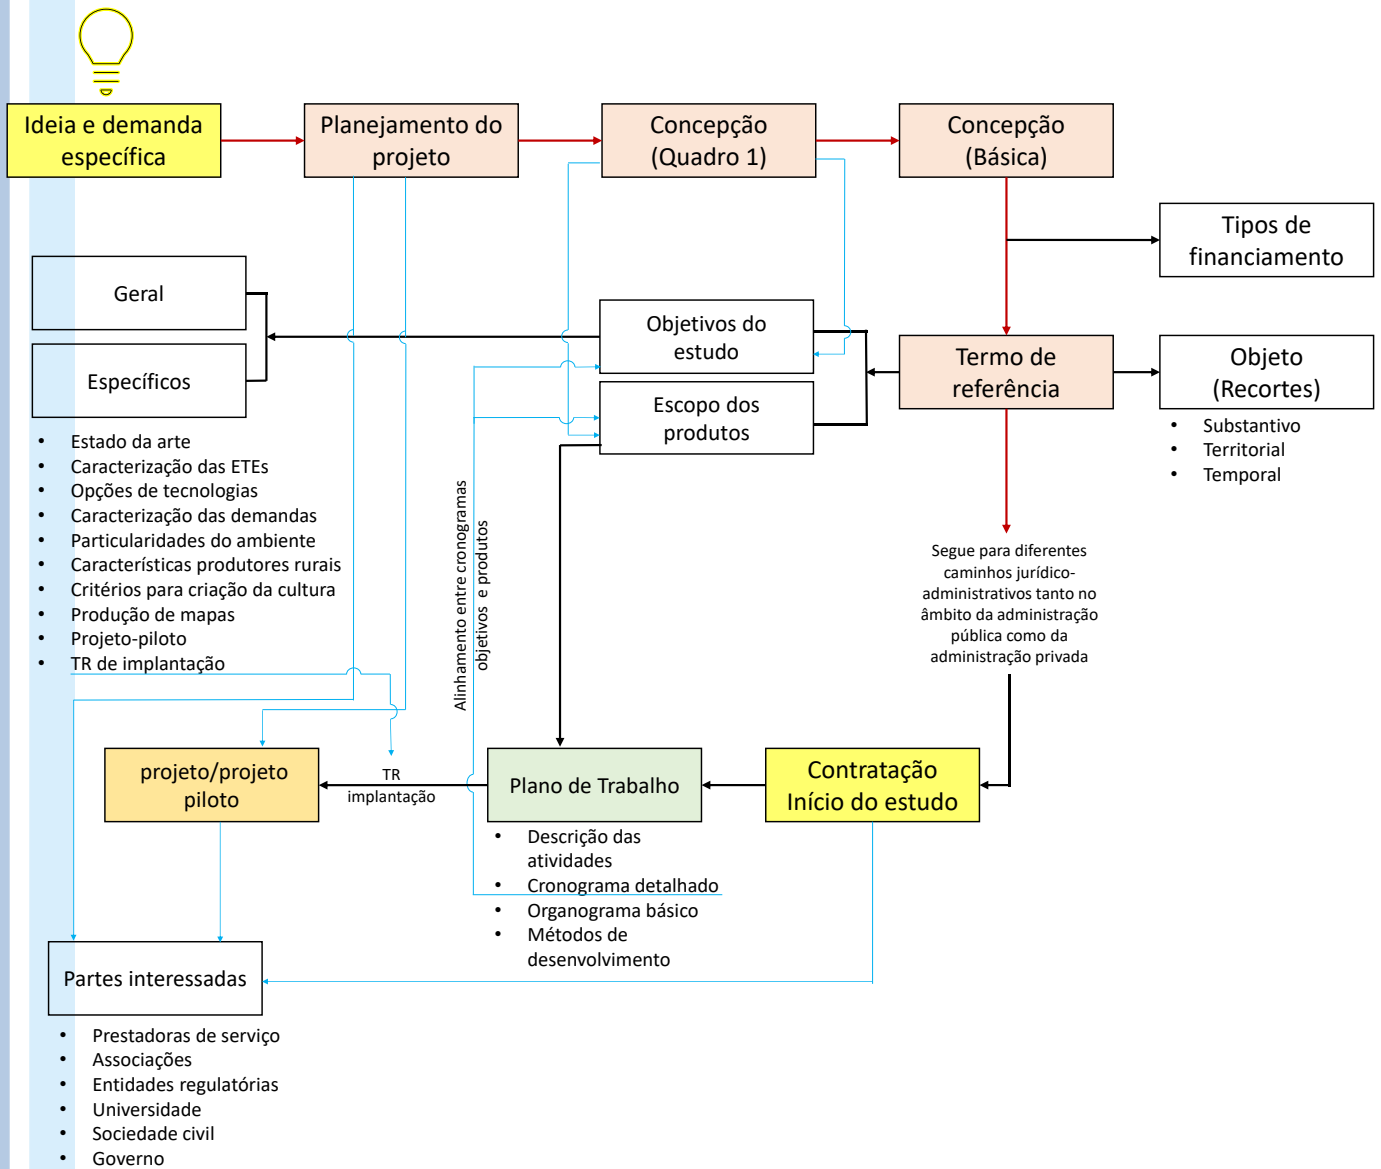 Ideia e demanda
específica
Planejamento do
projeto
Concepção
(Quadro 1)
Concepção
(Básica)
Tipos de
financiamento
Geral
Específicos
Objetivos do
estudo
Escopo dos
produtos
Termo de
referência
Objeto
(Recortes)
• Substantivo
• Territorial
• Temporal
• Estado da arte
• Caracterização das ETEs
• Opções de tecnologias
• Caracterização das demandas
• Particularidades do ambiente
• Características produtores rurais
• Critérios para criação da cultura
• Produção de mapas
• Projeto-piloto
• TR de implantação
Alinhamento entre cronogramas
objetivos e produtos
Segue para diferentes
caminhos jurídico-
administrativos tanto no
âmbito da administração
pública como da
administração privada
projeto/projeto
piloto
TR
implantação
Plano de Trabalho
Contratação
Início do estudo
• Descrição das
atividades
• Cronograma detalhado
• Organograma básico
• Métodos de
desenvolvimento
Partes interessadas
• Prestadoras de serviço
• Associações
• Entidades regulatórias
• Universidade
• Sociedade civil
• Governo